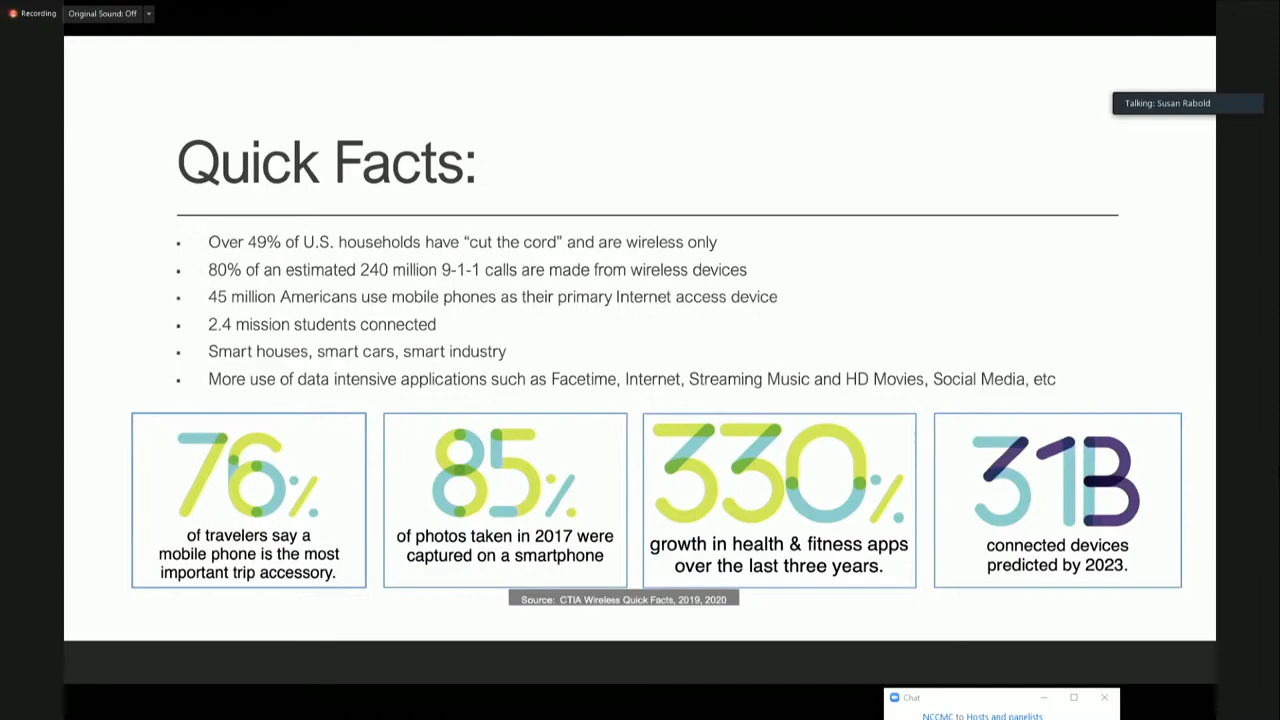 Recording Original Sound: Off
Talking: Susan Rabold
Quick Facts:
▪ Over 49% of U.S. households have “cut the cord” and are wireless only
▪ 80% of an estimated 240 million 9-1-1 calls are made from wireless devices
▪ 45 million Americans use mobile phones as their primary Internet access device
▪ 2.4 mission students connected
▪ Smart houses, smart cars, smart industry
▪ More use of data intensive applications such as Facetime, Internet, Streaming Music and HD Movies, Social Media, etc
76%
of travelers say a
mobile phone is the most
important trip accessory.
85%
of photos taken in 2017 were
captured on a smartphone
330%
growth in health & fitness apps
over the last three years.
31B
connected devices
predicted by 2023.
Source: CTIA Wireless Quick Facts, 2019, 2020
Chat
NCCMC to Hosts and panelists